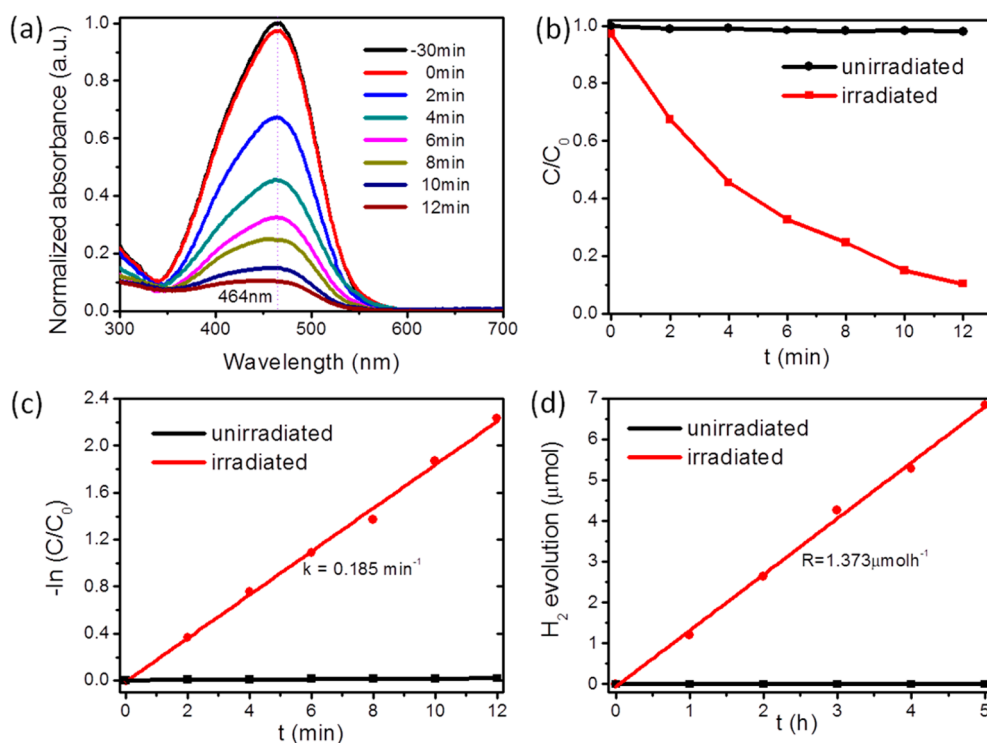 (a)
Normalized absorbance (a.u.)
1.0
0.8
0.6
0.4
0.2
0.0
-30min
0min
2min
4min
6min
8min
10min
12min
464nm
300
400
500
600
700
Wavelength (nm)
(b)
C/C0
1.0
0.8
0.6
0.4
0.2
0.0
unirradiated
irradiated
0
2
4
6
8
10
12
t (min)
(c)
-ln (C/C0)
2.4
2.0
1.6
1.2
0.8
0.4
0.0
unirradiated
irradiated
k = 0.185 min-1
0
2
4
6
8
10
12
t (min)
(d)
H2 evolution (μmol)
7
6
5
4
3
2
1
0
unirradiated
irradiated
R=1.373μmolh-1
0
1
2
3
4
5
t (h)